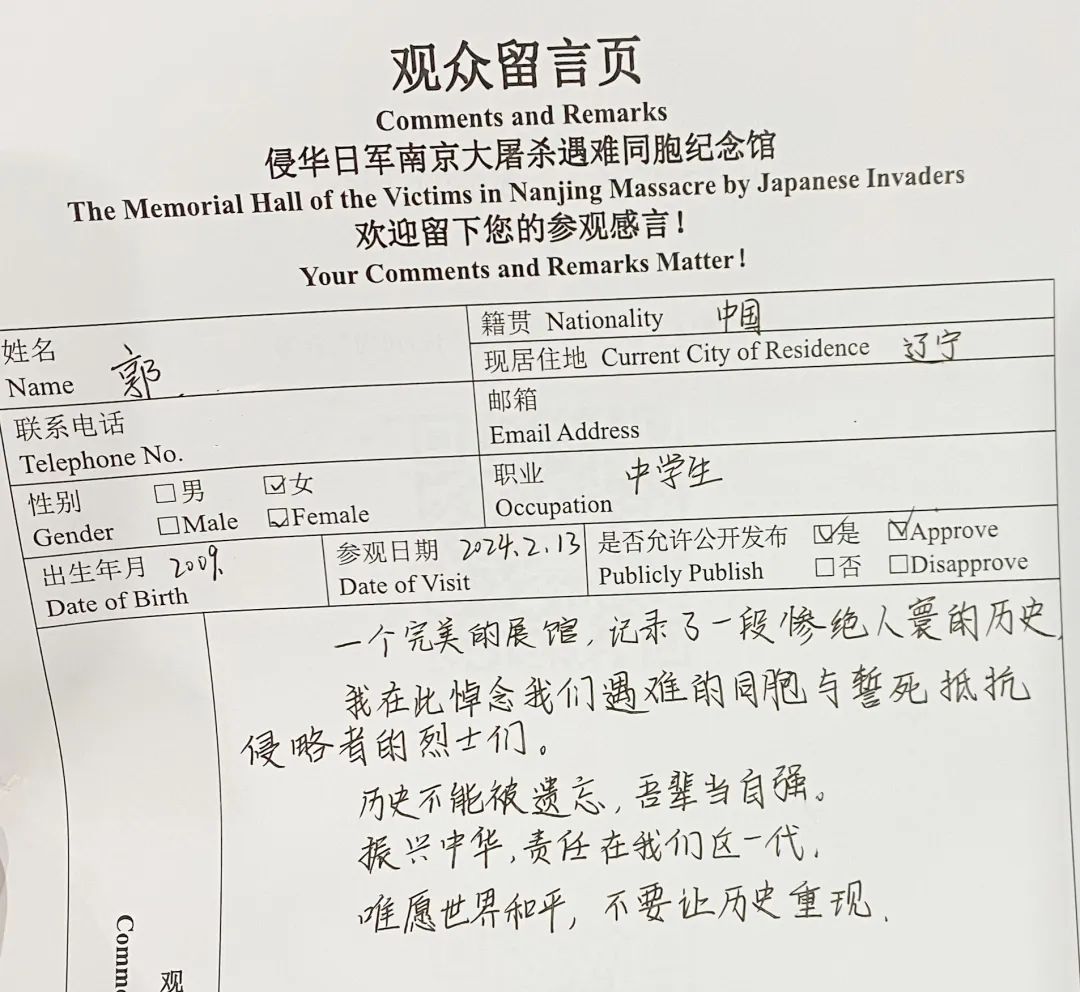 观众留言页
Comments and Remarks
侵华日军南京大屠杀遇难同胞纪念馆
The Memorial Hall of the Victims in Nanjing Massacre by Japanese Invaders
欢迎留下您的参观感言！
Your Comments and Remarks Matter!
姓名
Name 郭
籍贯 Nationality 中国
现居住地 Current City of Residence 辽宁
联系电话
Telephone No.
邮箱
Email Address
性别 □男 ☑女
Gender □Male ☑Female
职业 中学生
Occupation
出生年月 2009.
Date of Birth
参观日期 2024.2.13
Date of Visit
是否允许公开发布 ☑是 ☑Approve
Publicly Publish □否 □Disapprove
一个完美的展馆，记录了一段惨绝人寰的历史，
我在此悼念我们遇难的同胞与誓死抵抗
侵略者的烈士们。
历史不能被遗忘，吾辈当自强。
振兴中华，责任在我们这一代，
唯愿世界和平，不要让历史重现．
观
Comme